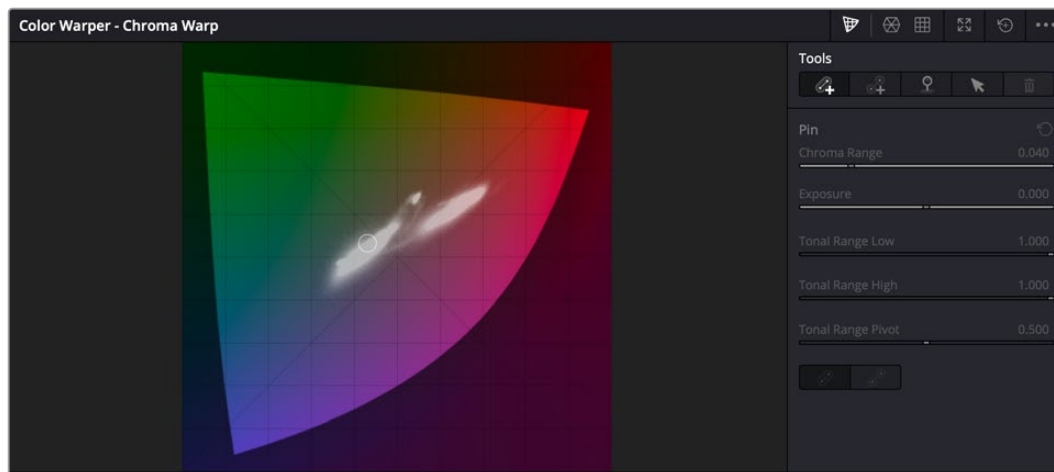 Color Warper - Chroma Warp
Tools
Pin
Chroma Range 0.040
Exposure 0.000
Tonal Range Low 1.000
Tonal Range High 1.000
Tonal Range Pivot 0.500